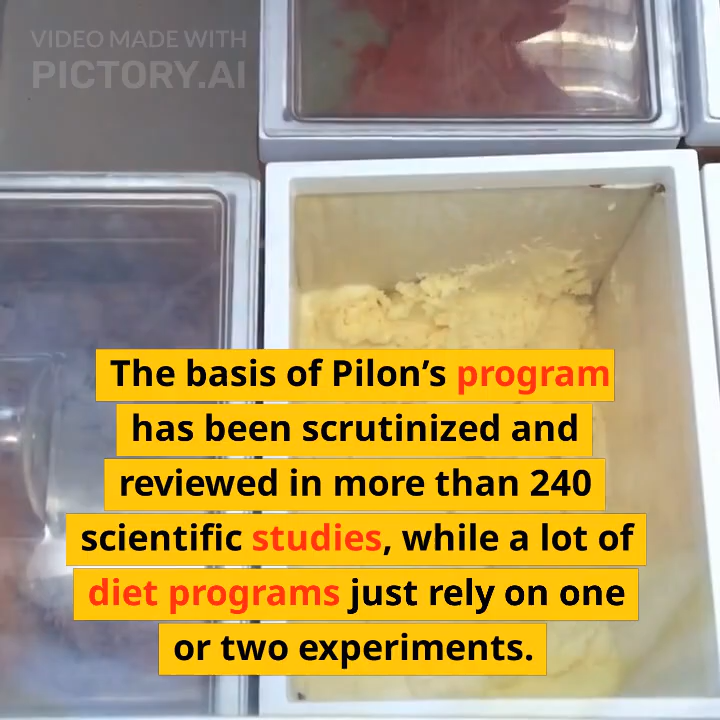 VIDEO MADE WITH
PICTORY.AI
The basis of Pilon’s program
has been scrutinized and
reviewed in more than 240
scientific studies, while a lot of
diet programs just rely on one
or two experiments.